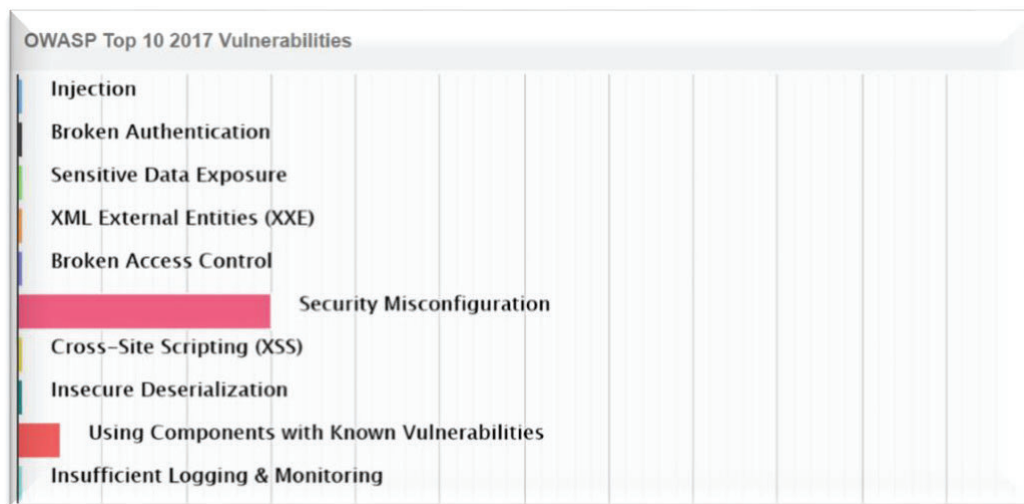 OWASP Top 10 2017 Vulnerabilities
Injection
Broken Authentication
Sensitive Data Exposure
XML External Entities (XXE)
Broken Access Control
Security Misconfiguration
Cross-Site Scripting (XSS)
Insecure Deserialization
Using Components with Known Vulnerabilities
Insufficient Logging & Monitoring